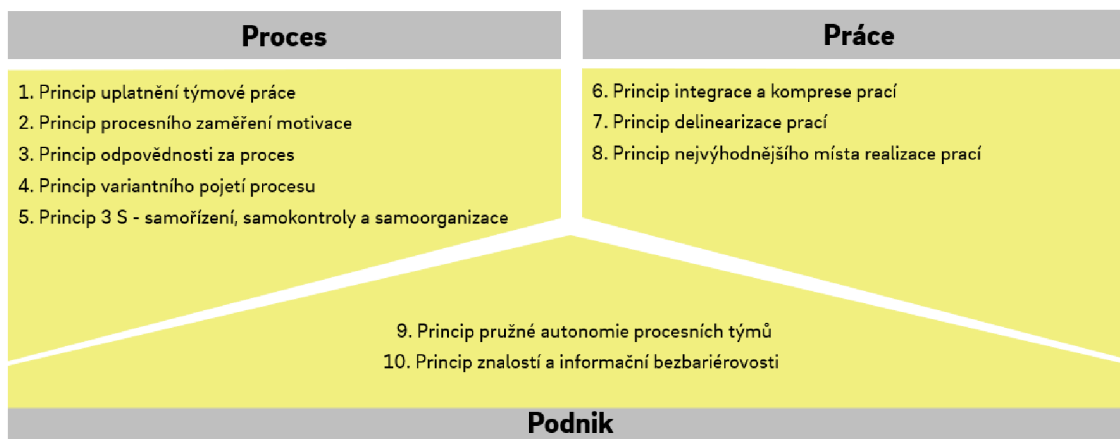 Proces
1. Princip uplatnění týmové práce
2. Princip procesního zaměření motivace
3. Princip odpovědnosti za proces
4. Princip variantního pojetí procesu
5. Princip 3 S - samořízení, samokontroly a samoorganizace
Práce
6. Princip integrace a komprese prací
7. Princip delinearizace prací
8. Princip nejvýhodnějšího místa realizace prací
9. Princip pružné autonomie procesních týmů
10. Princip znalostí a informační bezbariérovosti
Podnik